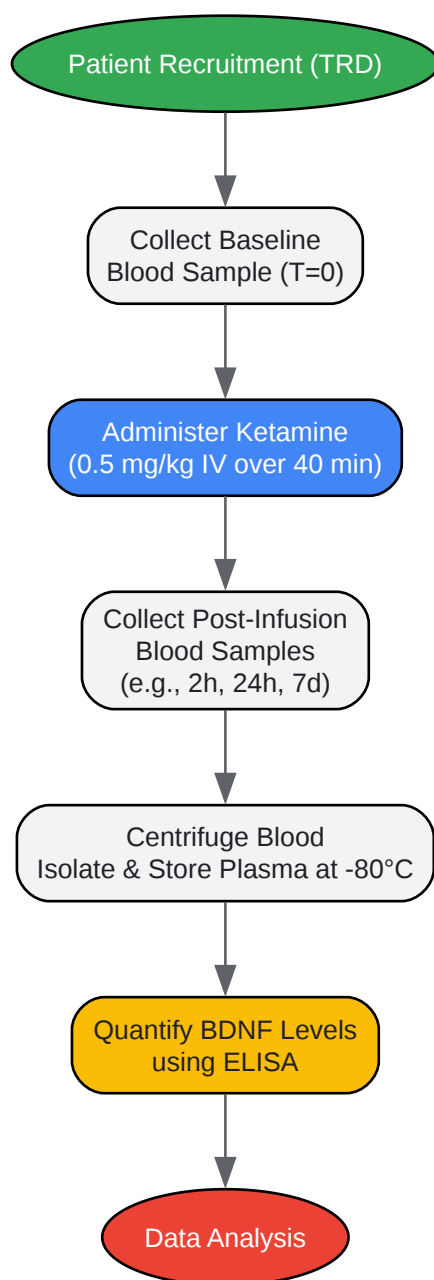 Patient Recruitment (TRD)
Collect Baseline
Blood Sample (T=0)
Administer Ketamine
(0.5 mg/kg IV over 40 min)
Collect Post-Infusion
Blood Samples
(e.g., 2h, 24h, 7d)
Centrifuge Blood
Isolate & Store Plasma at -80°C
Quantify BDNF Levels
using ELISA
Data Analysis